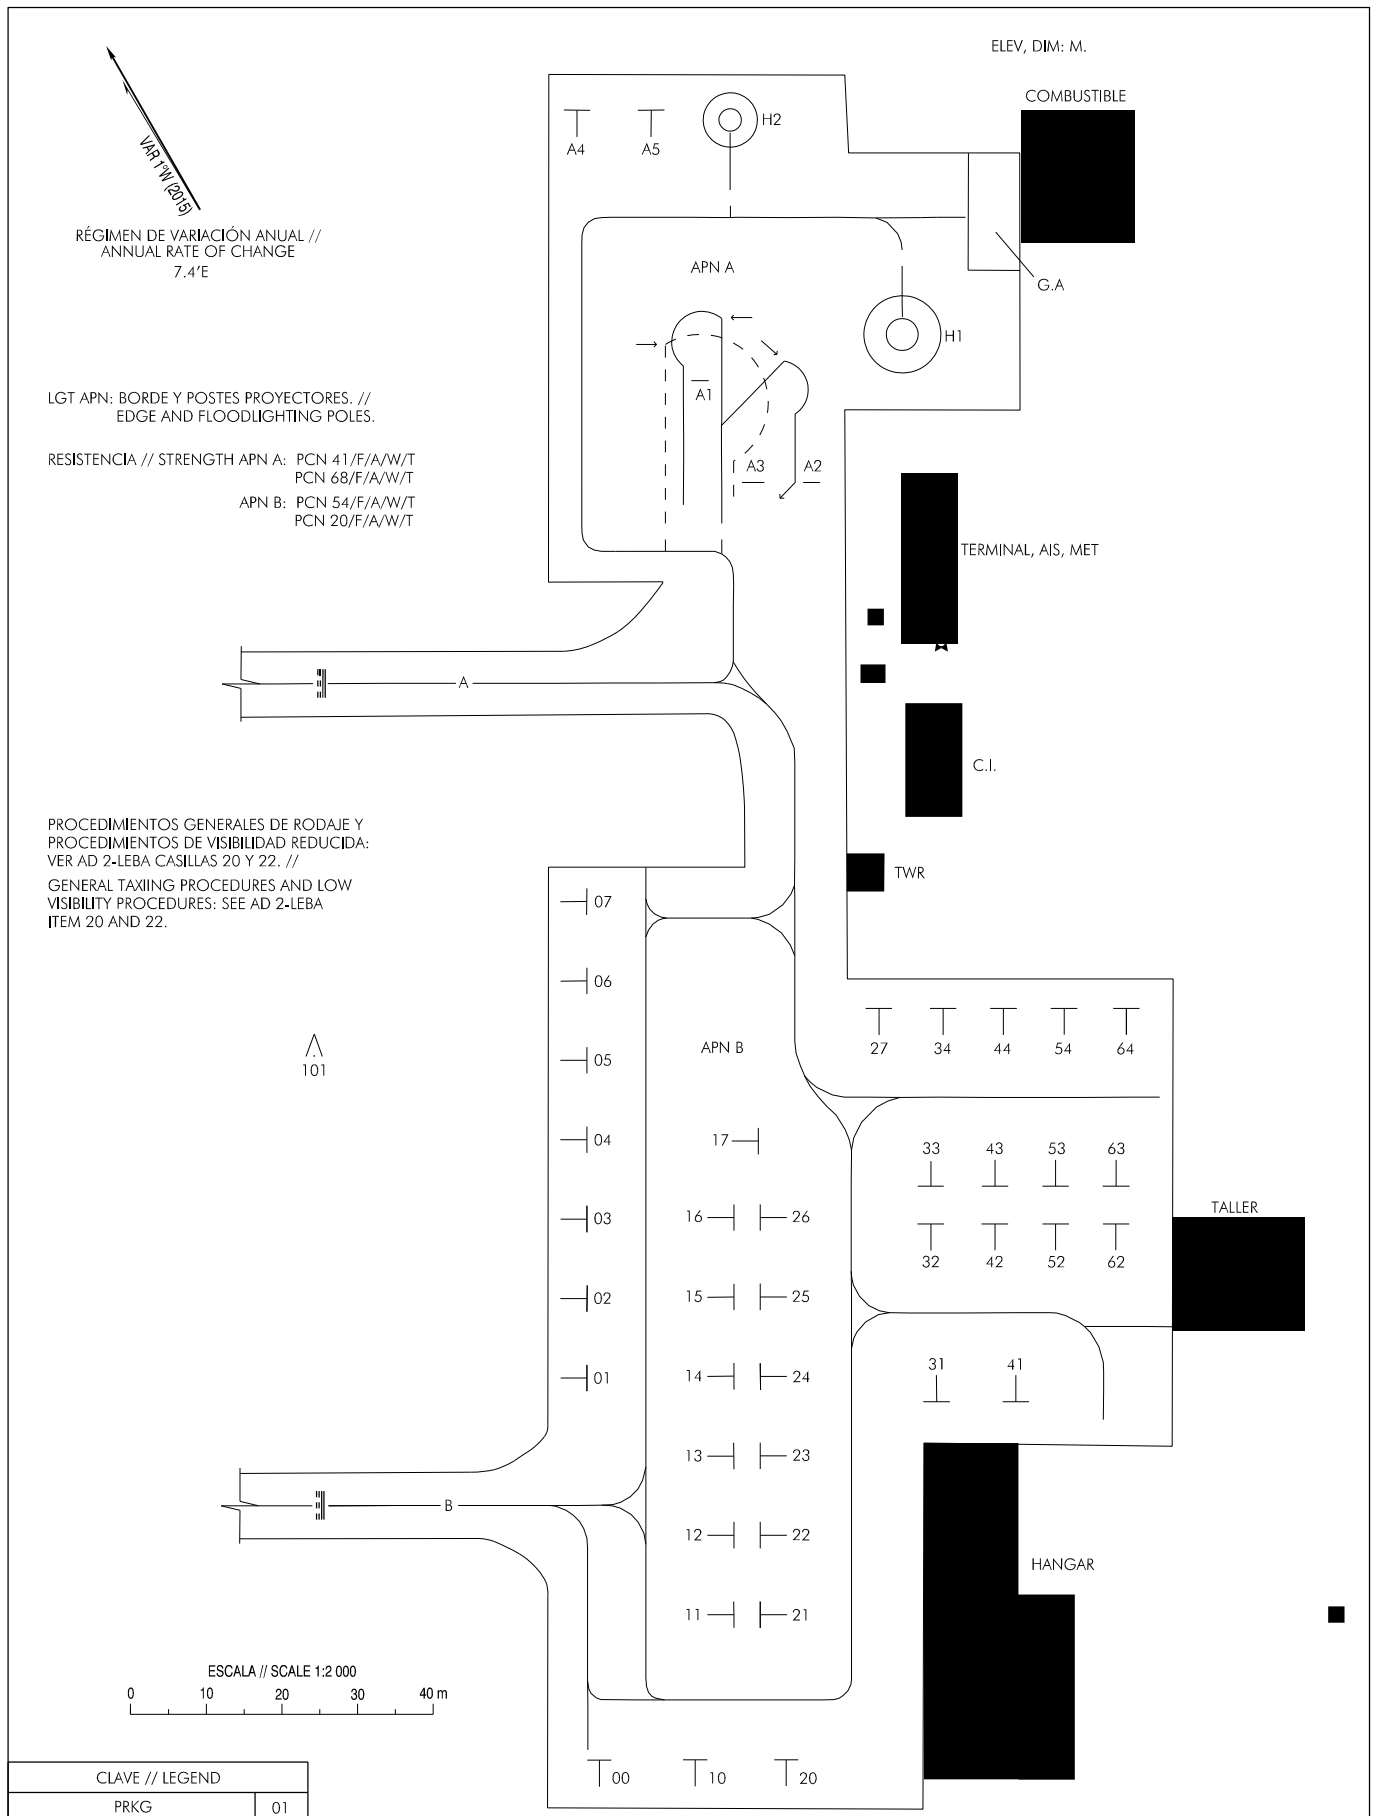 ELEV, DIM: M.
COMBUSTIBLE
H2
A4
A5
VAR 1°W (2015)
RÉGIMEN DE VARIACIÓN ANUAL //
ANNUAL RATE OF CHANGE
7.4'E
APN A
G.A
H1
LGT APN: BORDE Y POSTES PROYECTORES. //
EDGE AND FLOODLIGHTING POLES.
A1
RESISTENCIA // STRENGTH APN A: PCN 41/F/A/W/T
PCN 68/F/A/W/T
APN B: PCN 54/F/A/W/T
PCN 20/F/A/W/T
A3
A2
TERMINAL, AIS, MET
A
C.I.
PROCEDIMIENTOS GENERALES DE RODAJE Y
PROCEDIMIENTOS DE VISIBILIDAD REDUCIDA:
VER AD 2-LEBA CASILLAS 20 Y 22. //
GENERAL TAXIING PROCEDURES AND LOW
VISIBILITY PROCEDURES: SEE AD 2-LEBA
ITEM 20 AND 22.
TWR
07
06
05
04
03
02
01
101
APN B
27
34
44
54
64
17
33
43
53
63
16
26
32
42
52
62
TALLER
15
25
14
24
31
41
13
23
B
12
22
HANGAR
11
21
ESCALA // SCALE 1:2 000
0 10 20 30 40 m
00
10
20
CLAVE // LEGEND
PRKG 01